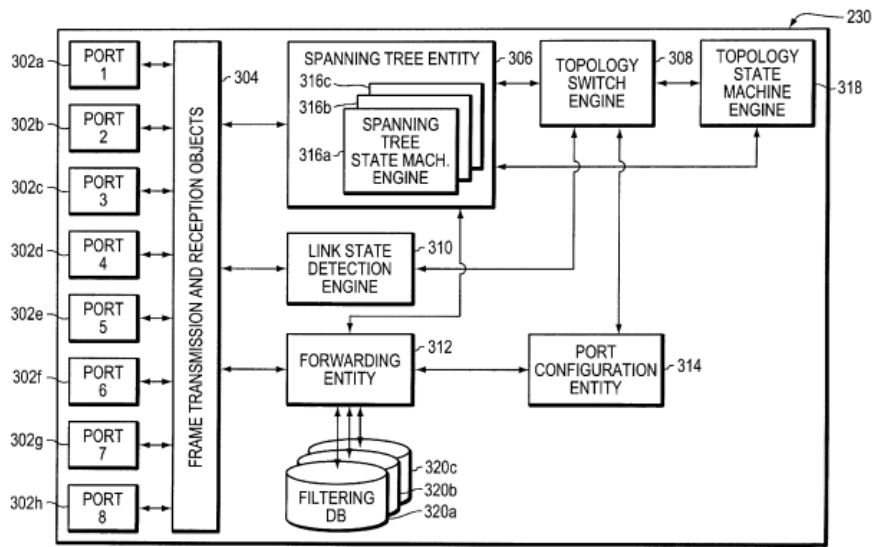 230
302a
PORT
1
302b
PORT
2
302c
PORT
3
302d
PORT
4
302e
PORT
5
302f
PORT
6
302g
PORT
7
302h
PORT
8
304
FRAME TRANSMISSION AND RECEPTION OBJECTS
SPANNING TREE ENTITY
306
316c
316b
316a
SPANNING
TREE
STATE MACH.
ENGINE
TOPOLOGY
SWITCH
ENGINE
308
TOPOLOGY
STATE
MACHINE
ENGINE
318
LINK STATE
DETECTION
ENGINE
310
FORWARDING
ENTITY
312
PORT
CONFIGURATION
ENTITY
314
FILTERING
DB
320c
320b
320a